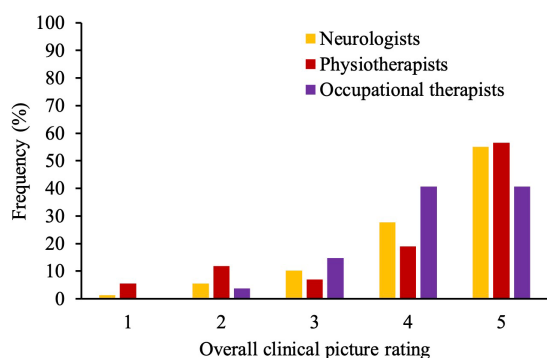 100
90
80
70
60
50
40
30
20
10
0
Frequency (%)
Neurologists
Physiotherapists
Occupational therapists
1 2 3 4 5
Overall clinical picture rating